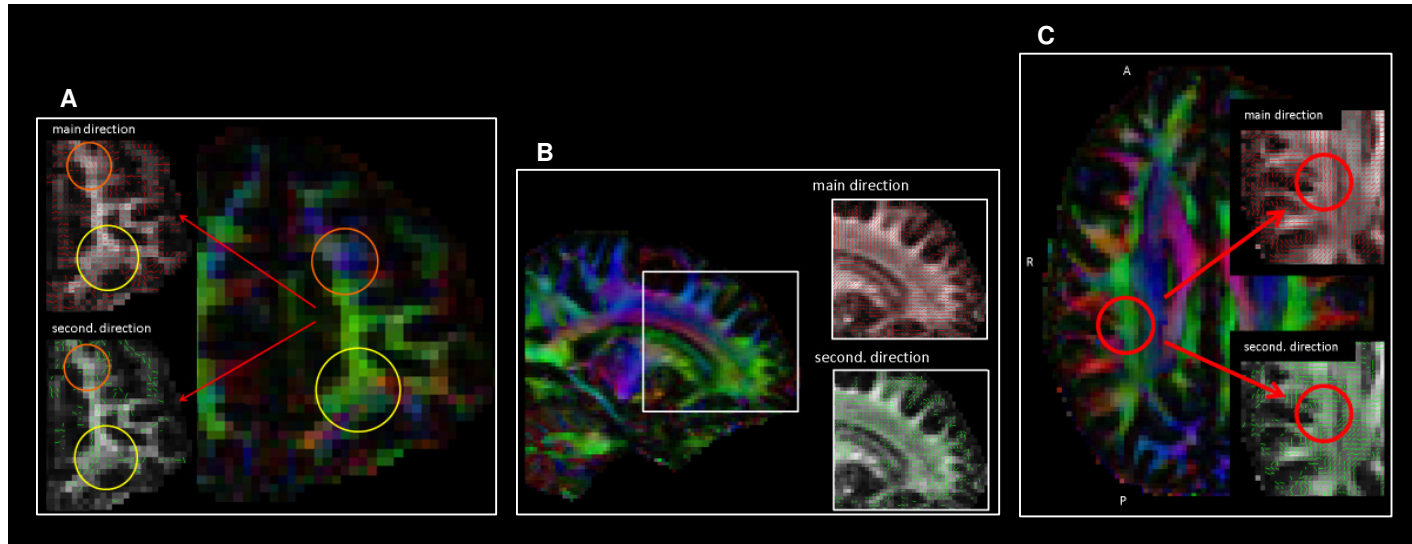 A
main direction
second. direction
B
main direction
second. direction
C
A
R
P
main direction
second. direction